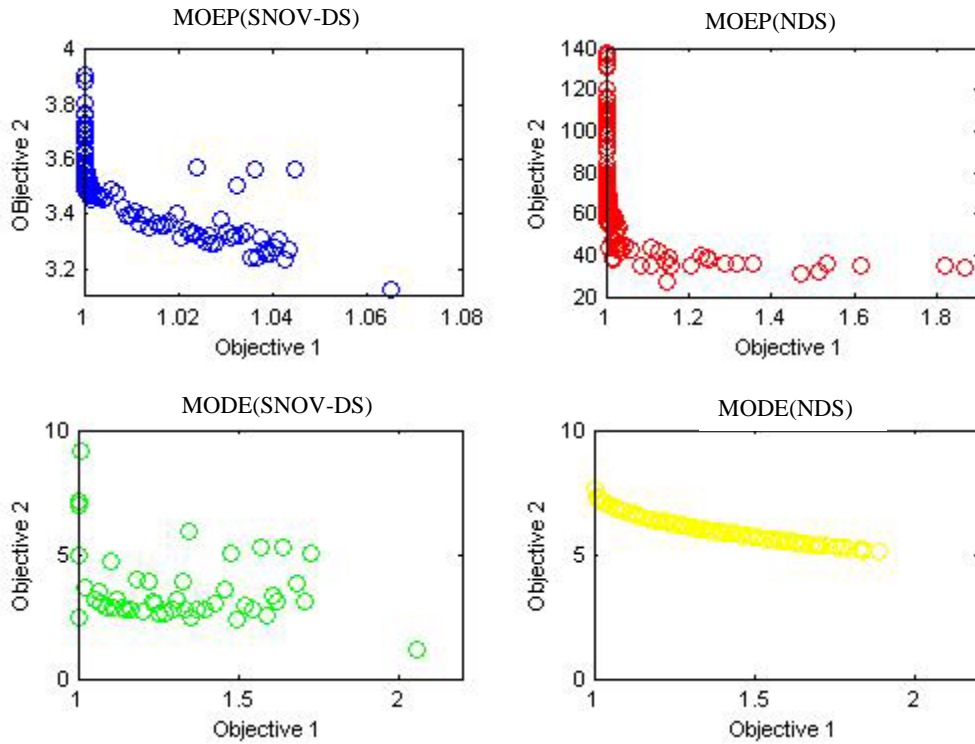 MOEP(SNOV-DS)
4
3.8
3.6
3.4
3.2
1
1.02
1.04
1.06
1.08
OBjective 2
Objective 1
MOEP(NDS)
140
120
100
80
60
40
20
1
1.2
1.4
1.6
1.8
Objective 2
Objective 1
MODE(SNOV-DS)
10
5
0
1
1.5
2
Objective 2
Objective 1
MODE(NDS)
10
5
0
1
1.5
2
Objective 2
Objective 1